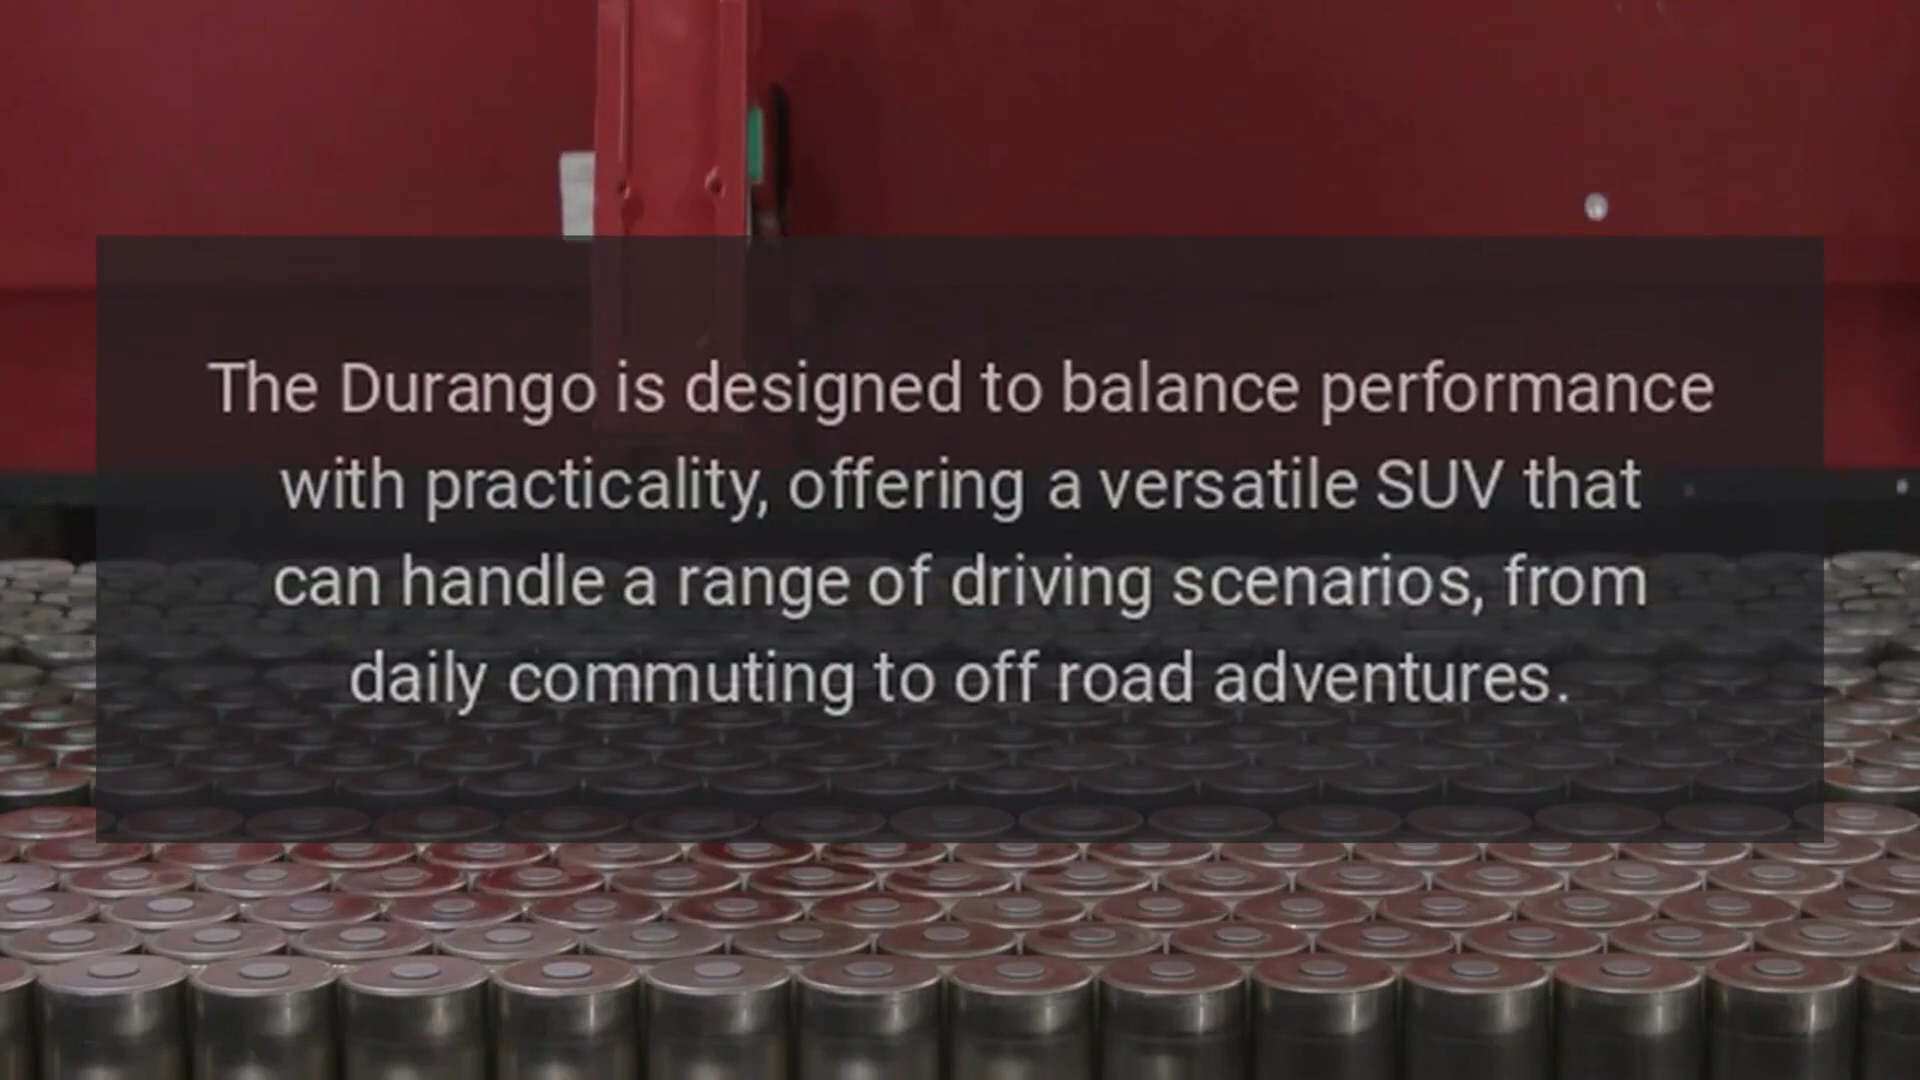 The Durango is designed to balance performance
with practicality, offering a versatile SUV that
can handle a range of driving scenarios, from
daily commuting to off road adventures.